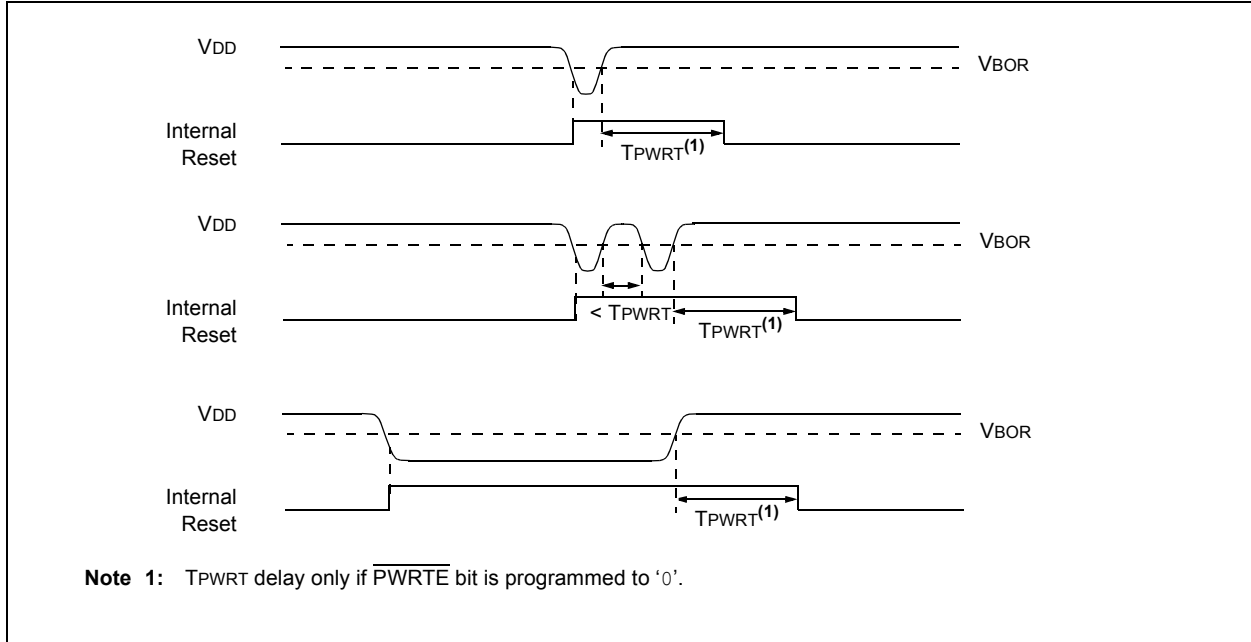 VDD
VBOR
Internal
Reset
TPWRT(1)
VDD
VBOR
Internal
Reset
< TPWRT
TPWRT(1)
VDD
VBOR
Internal
Reset
TPWRT(1)
Note 1: TPWRT delay only if P̅W̅R̅T̅E̅ bit is programmed to ‘0’.